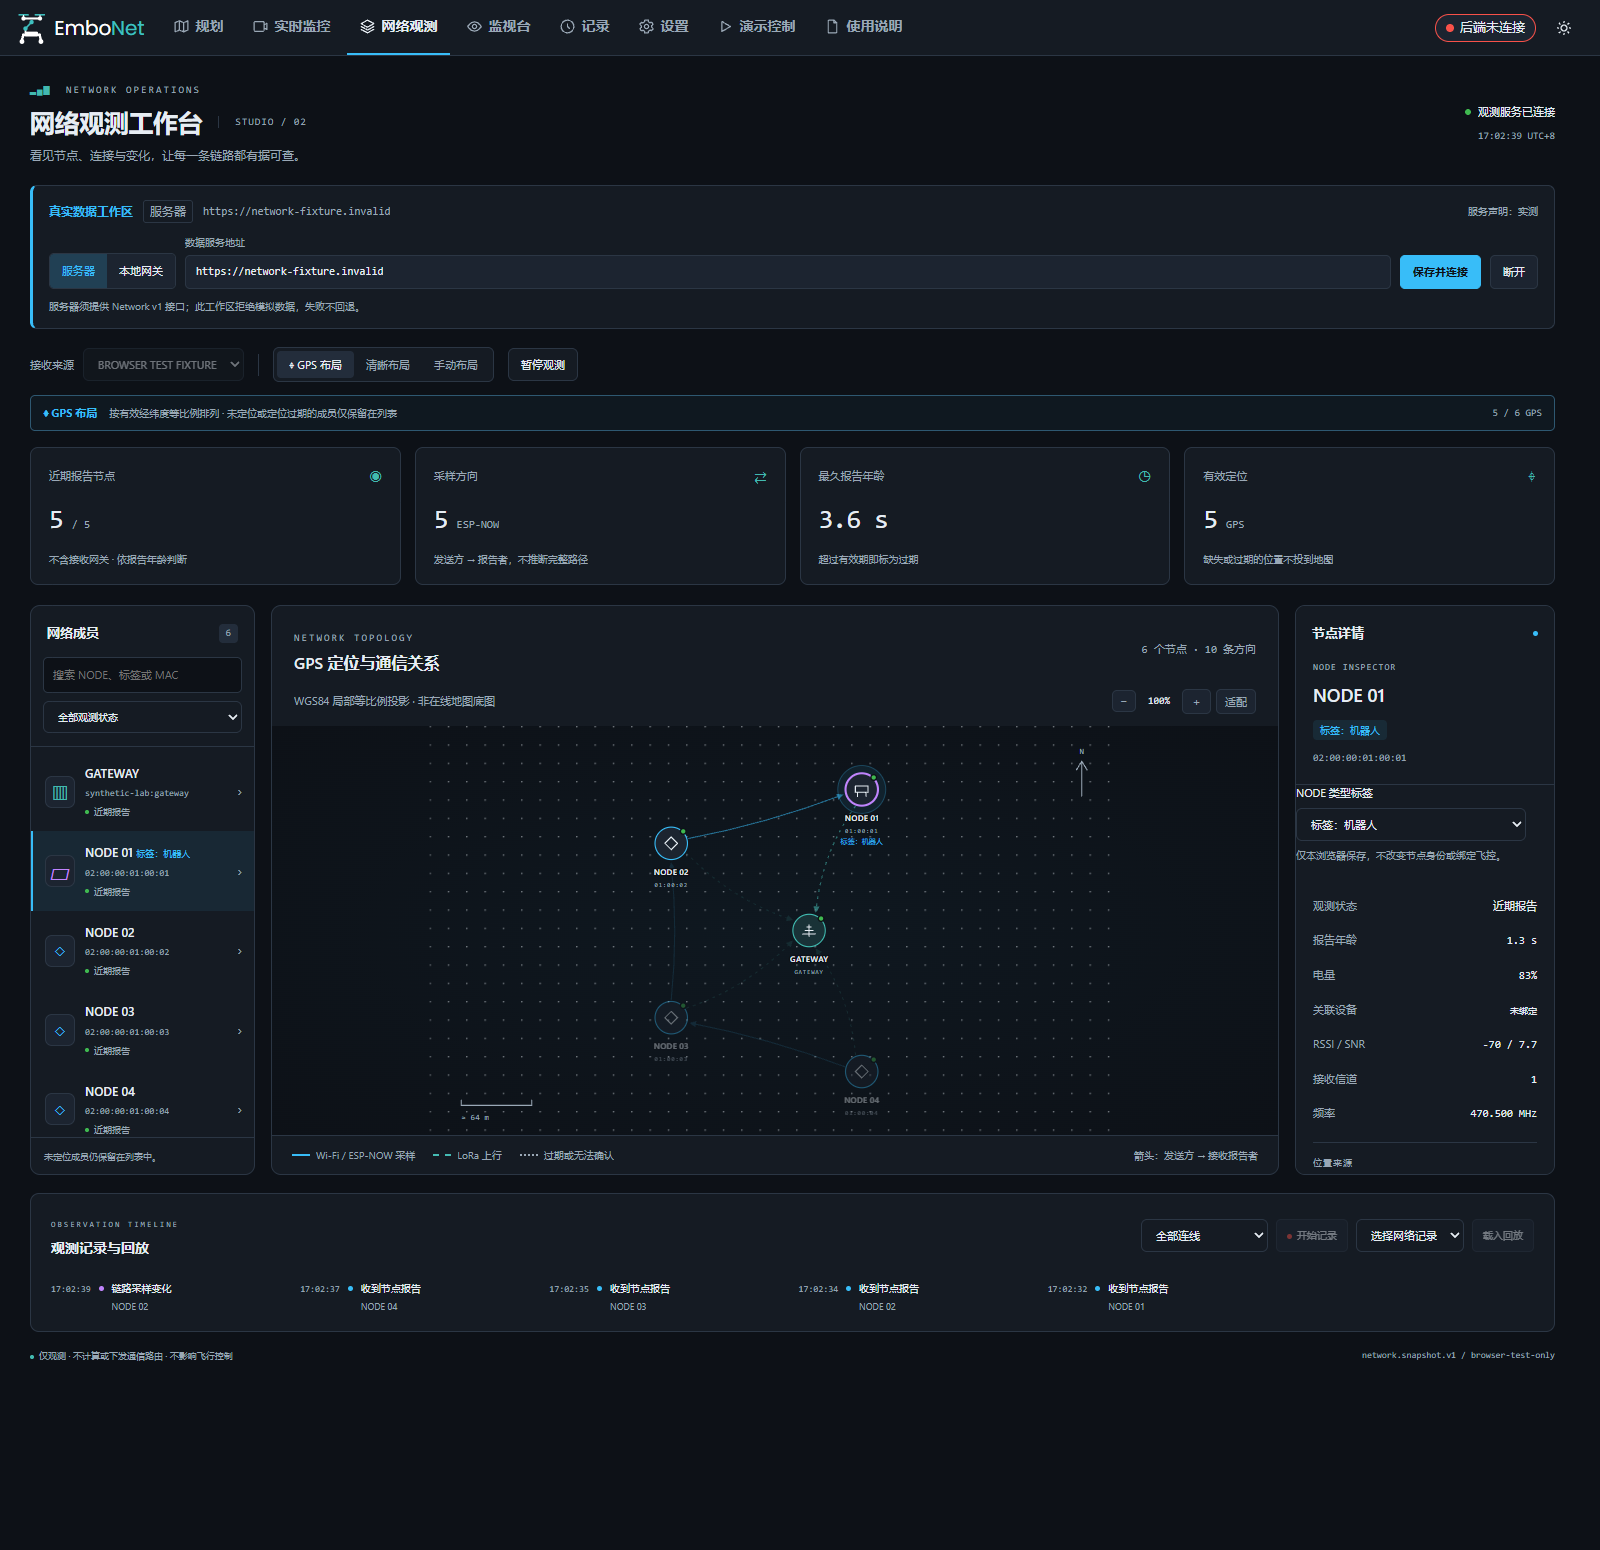 EmboNet 规划 实时监控 网络观测 监视台 记录 设置 演示控制 使用说明 后端未连接
NETWORK OPERATIONS
网络观测工作台 STUDIO / 02
看见节点、连接与变化，让每一条链路都有据可查。
观测服务已连接
17:02:39 UTC+8
真实数据工作区 服务器 https://network-fixture.invalid 服务声明：实测
数据服务地址
服务器 本地网关 https://network-fixture.invalid 保存并连接 断开
服务器须提供 Network v1 接口；此工作区拒绝模拟数据，失败不回退。
接收来源 BROWSER TEST FIXTURE GPS 布局 清晰布局 手动布局 暂停观测
GPS 布局 按有效经纬度等比例排列 · 未定位或定位过期的成员仅保留在列表 5 / 6 GPS
近期报告节点
5 / 5
不含接收网关 · 依报告年龄判断
采样方向
5 ESP-NOW
发送方 → 报告者，不推断完整路径
最久报告年龄
3.6 s
超过有效期即标为过期
有效定位
5 GPS
缺失或过期的位置不投到地图
网络成员 6
搜索 NODE、标签或 MAC
全部观测状态
GATEWAY
synthetic-lab:gateway
近期报告
NODE 01 标签：机器人
02:00:00:01:00:01
近期报告
NODE 02
02:00:00:01:00:02
近期报告
NODE 03
02:00:00:01:00:03
近期报告
NODE 04
02:00:00:01:00:04
近期报告
未定位成员仍保留在列表中。
NETWORK TOPOLOGY
GPS 定位与通信关系
6 个节点 · 10 条方向
WGS84 局部等比例投影 · 非在线地图底图
− 100% + 适配
N
NODE 01
01:00:01
标签：机器人
NODE 02
01:00:02
GATEWAY
GATEWAY
NODE 03
01:00:03
NODE 04
01:00:04
≈ 64 m
Wi-Fi / ESP-NOW 采样 LoRa 上行 过期或无法确认 箭头：发送方 → 接收报告者
节点详情
NODE INSPECTOR
NODE 01
标签：机器人
02:00:00:01:00:01
NODE 类型标签
标签：机器人
仅本浏览器保存，不改变节点身份或绑定飞控。
观测状态 近期报告
报告年龄 1.3 s
电量 83%
关联设备 未绑定
RSSI / SNR -70 / 7.7
接收信道 1
频率 470.500 MHz
位置来源
OBSERVATION TIMELINE
观测记录与回放
全部连线 开始记录 选择网络记录 载入回放
17:02:39 链路采样变化
NODE 02
17:02:37 收到节点报告
NODE 04
17:02:35 收到节点报告
NODE 03
17:02:34 收到节点报告
NODE 02
17:02:32 收到节点报告
NODE 01
仅观测 · 不计算或下发通信路由 · 不影响飞行控制 network.snapshot.v1 / browser-test-only